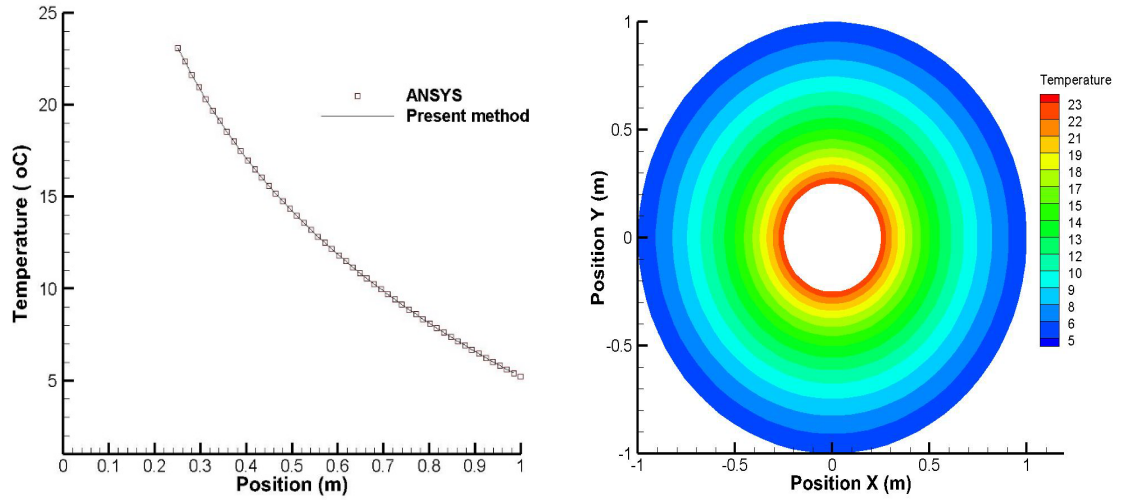 25
20
15
10
5
Temperature ( oC)
ANSYS
Present method
0 0.1 0.2 0.3 0.4 0.5 0.6 0.7 0.8 0.9 1
Position (m)
1
0.5
0
-0.5
-1
Position Y (m)
-1 -0.5 0 0.5 1
Position X (m)
Temperature
23
22
21
19
18
17
15
14
13
12
10
9
8
6
5